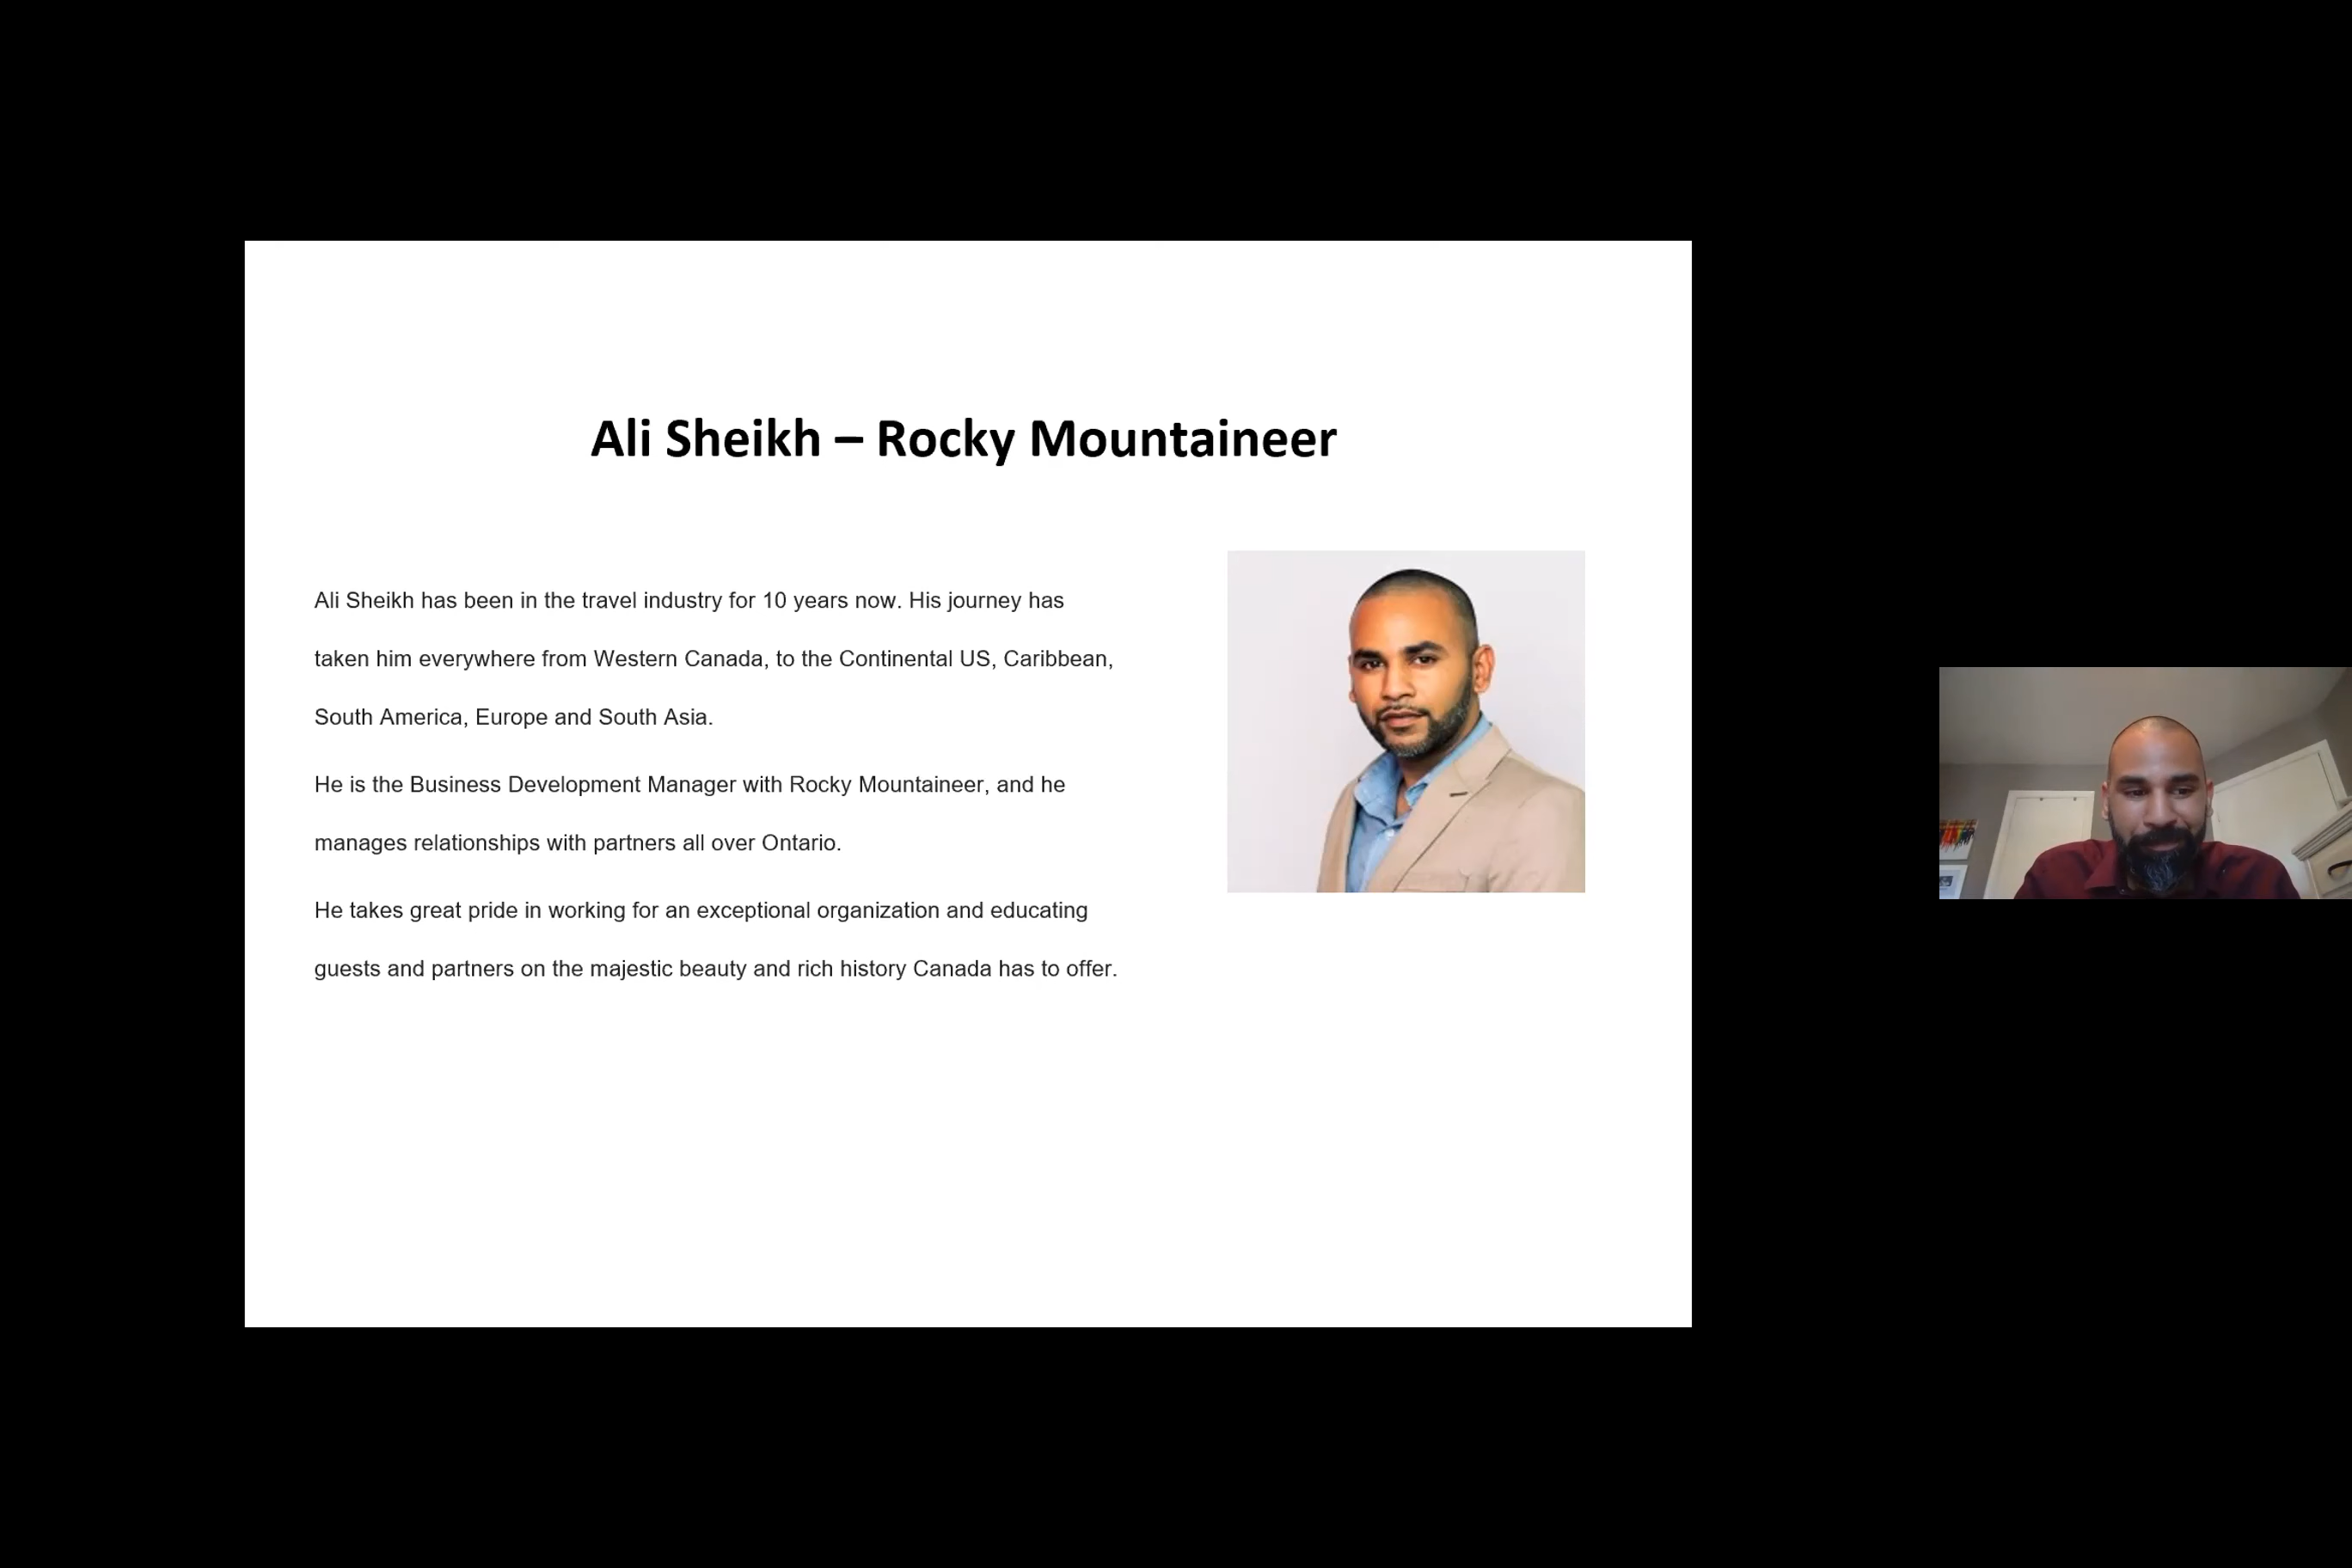 Ali Sheikh – Rocky Mountaineer
Ali Sheikh has been in the travel industry for 10 years now. His journey has
taken him everywhere from Western Canada, to the Continental US, Caribbean,
South America, Europe and South Asia.
He is the Business Development Manager with Rocky Mountaineer, and he
manages relationships with partners all over Ontario.
He takes great pride in working for an exceptional organization and educating
guests and partners on the majestic beauty and rich history Canada has to offer.